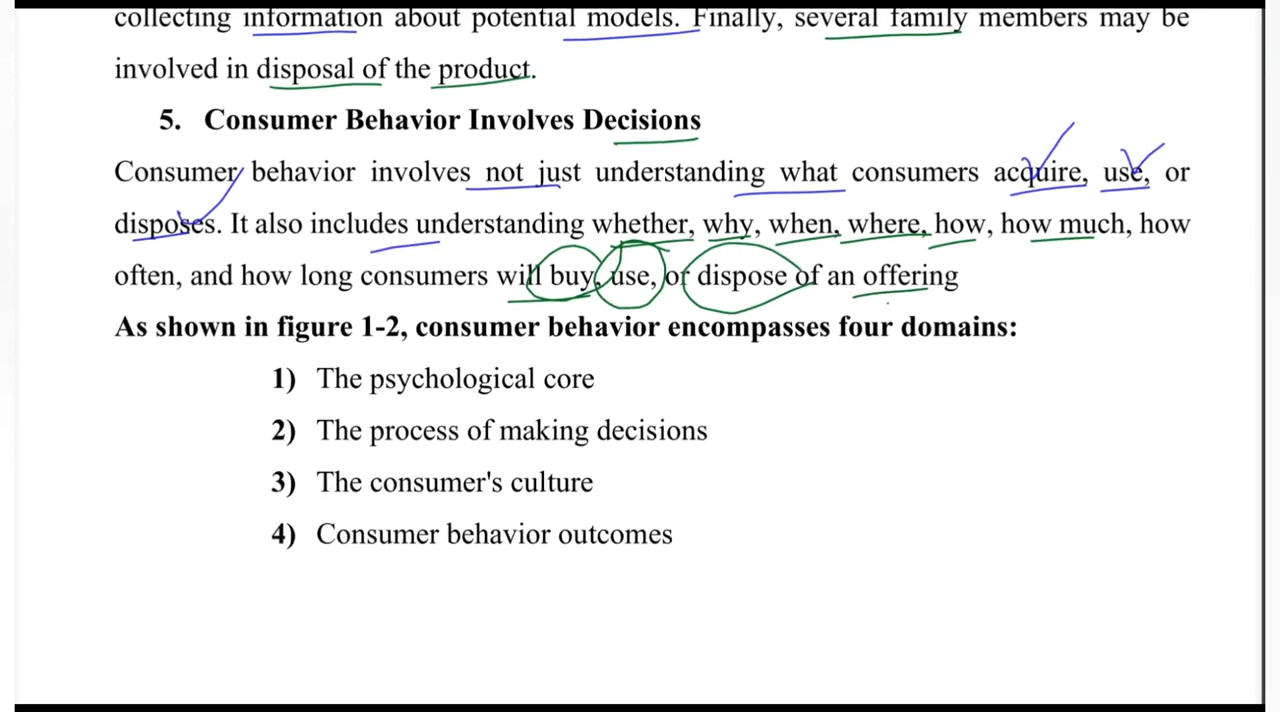 collecting information about potential models. Finally, several family members may be
involved in disposal of the product.
5. Consumer Behavior Involves Decisions
Consumer behavior involves not just understanding what consumers acquire, use, or
disposes. It also includes understanding whether, why, when, where, how, how much, how
often, and how long consumers will buy, use, or dispose of an offering
As shown in figure 1-2, consumer behavior encompasses four domains:
1) The psychological core
2) The process of making decisions
3) The consumer's culture
4) Consumer behavior outcomes